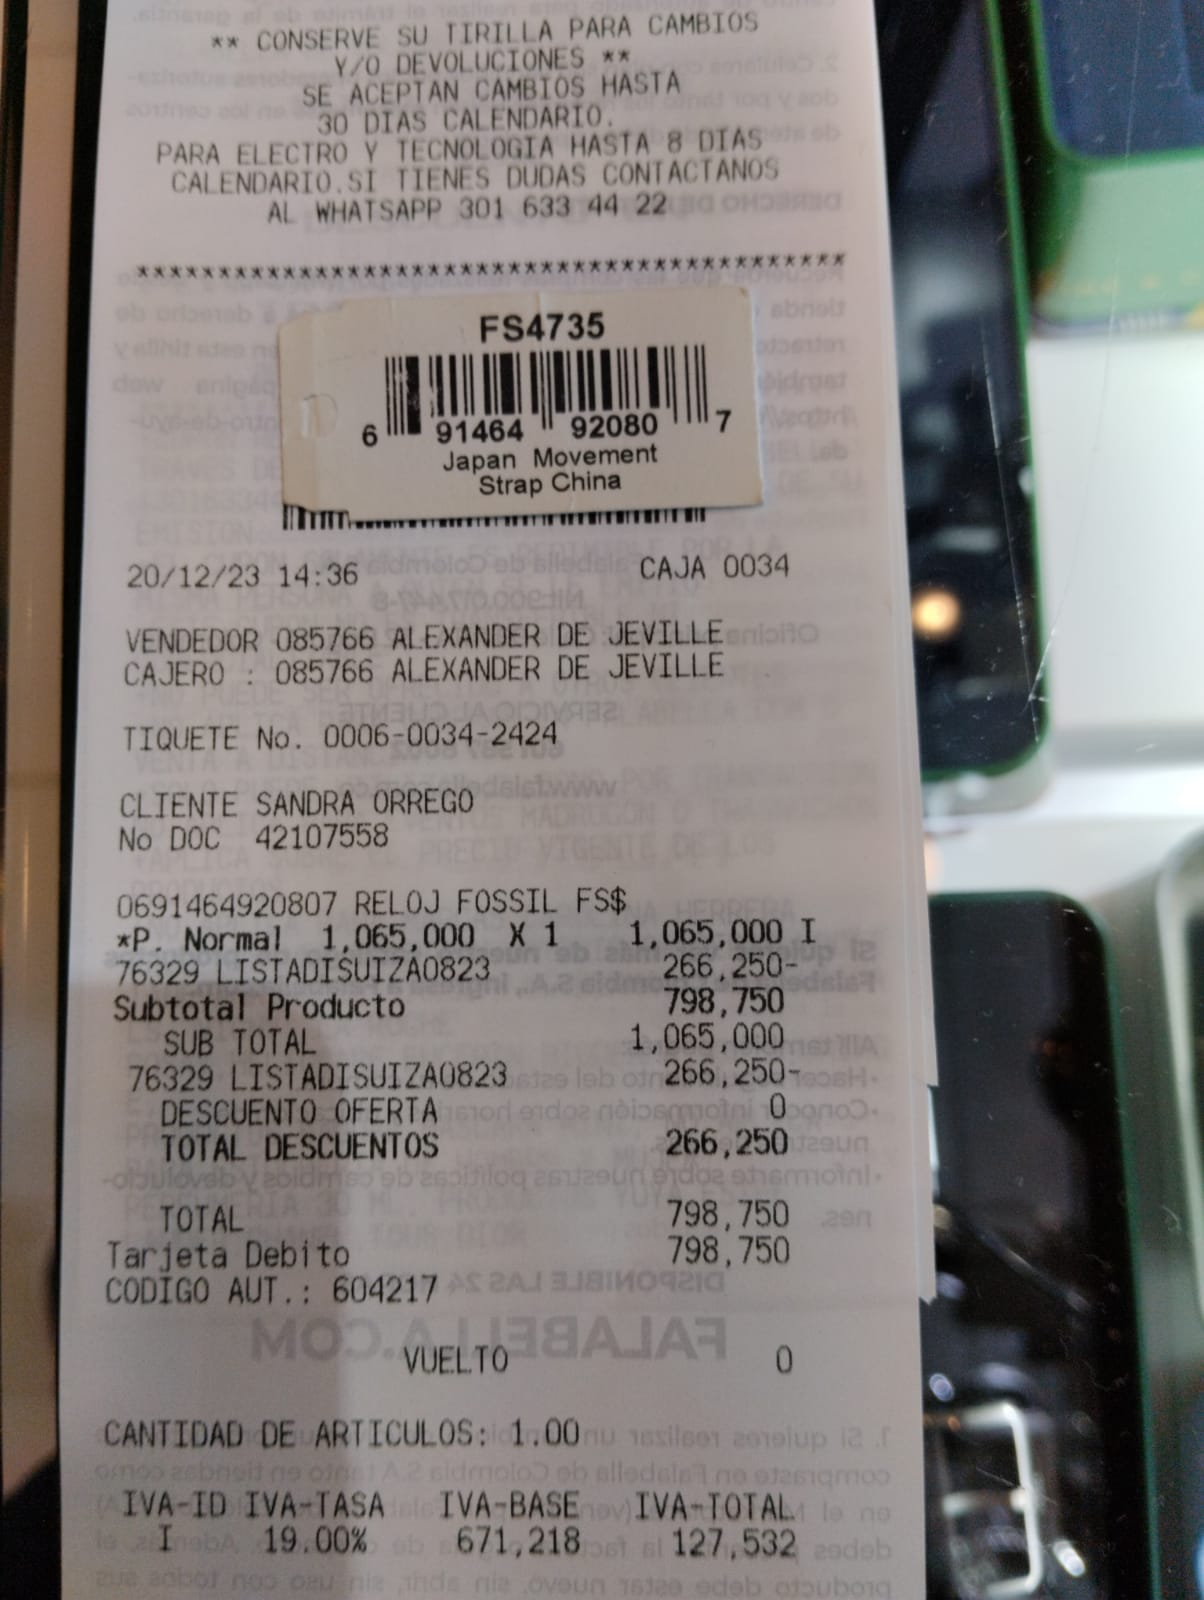 ** CONSERVE SU TIRILLA PARA CAMBIOS
Y/O DEVOLUCIONES **
SE ACEPTAN CAMBIOS HASTA
30 DIAS CALENDARIO.
PARA ELECTRO Y TECNOLOGIA HASTA 8 DIAS
CALENDARIO.SI TIENES DUDAS CONTACTANOS
AL WHATSAPP 301 633 44 22
********************************************
FS4735
6 91464 92080 7
Japan Movement
Strap China
20/12/23 14:36 CAJA 0034
VENDEDOR 085766 ALEXANDER DE JEVILLE
CAJERO : 085766 ALEXANDER DE JEVILLE
TIQUETE No. 0006-0034-2424
CLIENTE SANDRA ORREGO
No DOC 42107558
0691464920807 RELOJ FOSSIL FS$
*P. Normal 1,065,000 X 1 1,065,000 I
76329 LISTADISUIZA0823 266,250-
Subtotal Producto 798,750
SUB TOTAL 1,065,000
76329 LISTADISUIZA0823 266,250-
DESCUENTO OFERTA 0
TOTAL DESCUENTOS 266,250
TOTAL 798,750
Tarjeta Debito 798,750
CODIGO AUT.: 604217
VUELTO 0
CANTIDAD DE ARTICULOS: 1.00
IVA-ID IVA-TASA IVA-BASE IVA-TOTAL
I 19.00% 671,218 127,532